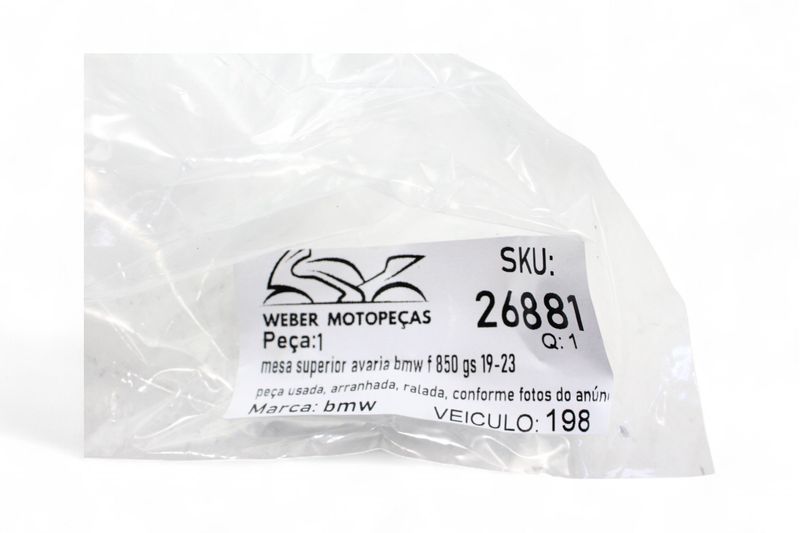 SKU:
26881
WEBER MOTOPEÇAS
Q: 1
Peça:1
mesa superior avaria bmw f 850 gs 19-23
peça usada, arranhada, ralada, conforme fotos do anún
Marca: bmw
VEICULO: 198